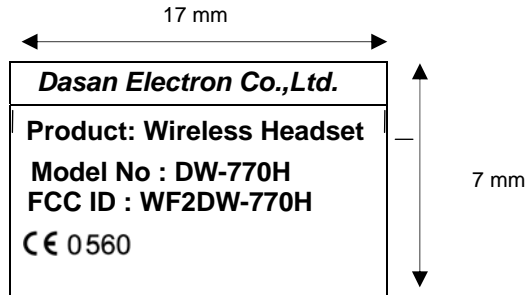 17 mm
Dasan Electron Co.,Ltd.
Product: Wireless Headset
Model No : DW-770H
FCC ID : WF2DW-770H
7 mm
CE 0560